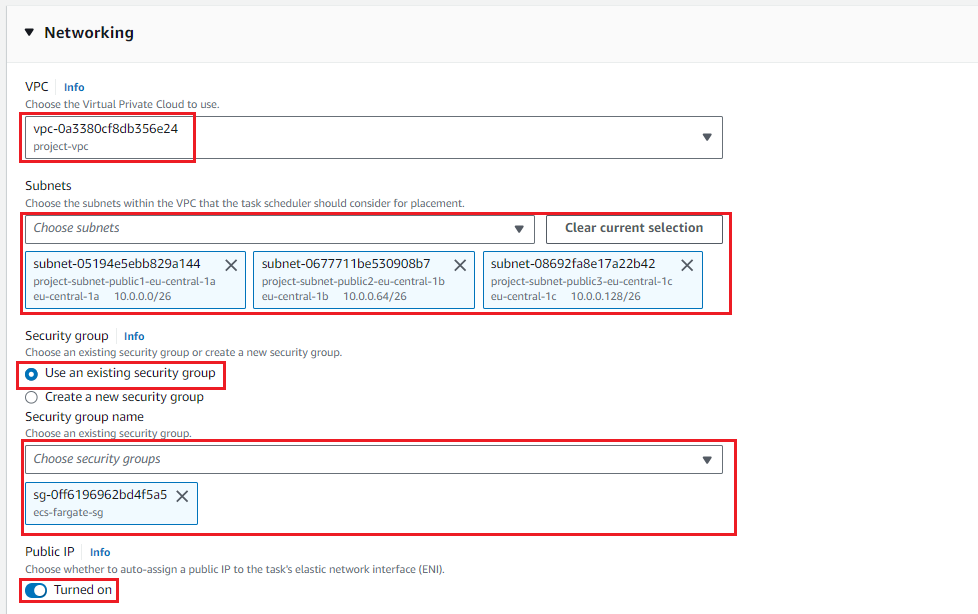 Networking
VPC Info
Choose the Virtual Private Cloud to use.
vpc-0a3380cf8db356e24
project-vpc
Subnets
Choose the subnets within the VPC that the task scheduler should consider for placement.
Choose subnets Clear current selection
subnet-05194e5ebb829a144 subnet-0677711be530908b7 subnet-08692fa8e17a22b42
project-subnet-public1-eu-central-1a project-subnet-public2-eu-central-1b project-subnet-public3-eu-central-1c
eu-central-1a 10.0.0.0/26 eu-central-1b 10.0.0.64/26 eu-central-1c 10.0.0.128/26
Security group Info
Choose an existing security group or create a new security group.
Use an existing security group
Create a new security group
Security group name
Choose an existing security group.
Choose security groups
sg-0ff6196962bd4f5a5
ecs-fargate-sg
Public IP Info
Choose whether to auto-assign a public IP to the task's elastic network interface (ENI).
Turned on